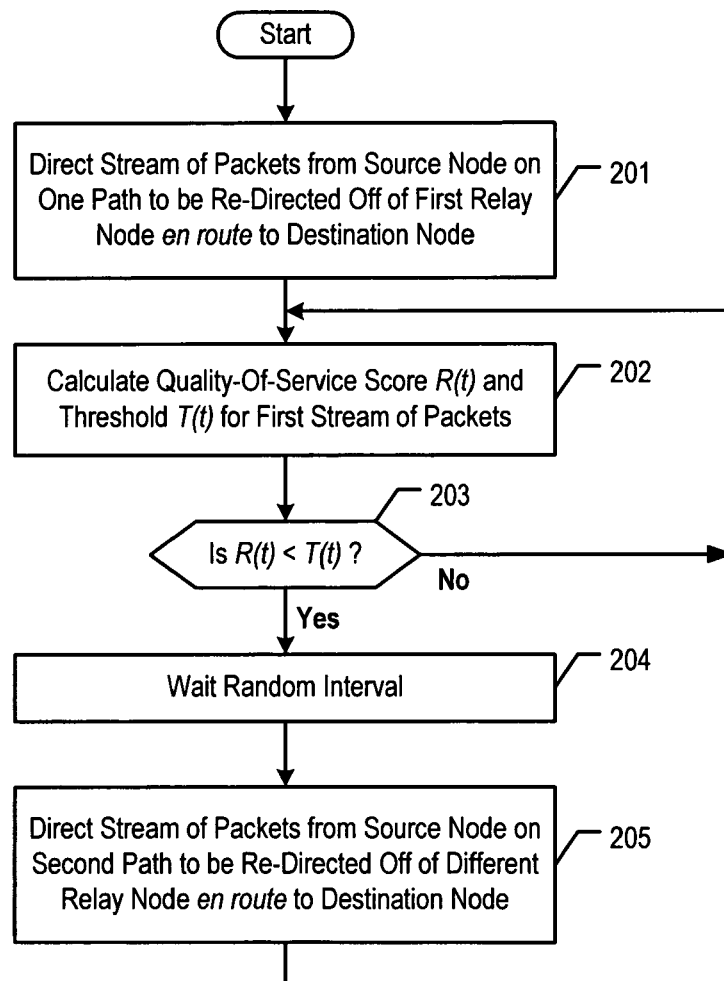 Start
Direct Stream of Packets from Source Node on
One Path to be Re-Directed Off of First Relay
Node en route to Destination Node
201
Calculate Quality-Of-Service Score R(t) and
Threshold T(t) for First Stream of Packets
202
203
Is R(t) < T(t) ?
No
Yes
204
Wait Random Interval
Direct Stream of Packets from Source Node on
Second Path to be Re-Directed Off of Different
Relay Node en route to Destination Node
205